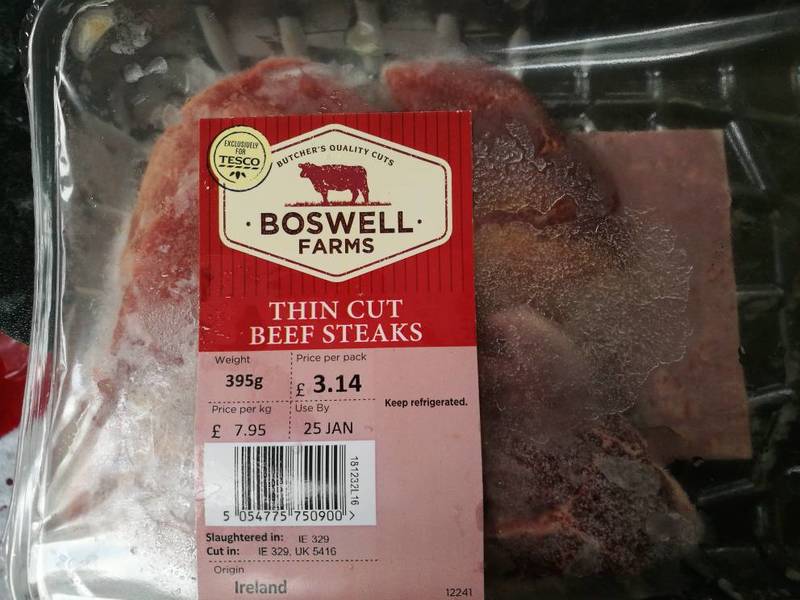 EXCLUSIVELY
FOR
TESCO
BUTCHER'S QUALITY CUTS
BOSWELL
FARMS
THIN CUT
BEEF STEAKS
Weight
395g
Price per pack
£ 3.14
Keep refrigerated.
Price per kg
£ 7.95
Use By
25 JAN
181232L16
5 054775 750900 >
Slaughtered in: IE 329
Cut in: IE 329, UK 5416
Origin
Ireland
12241